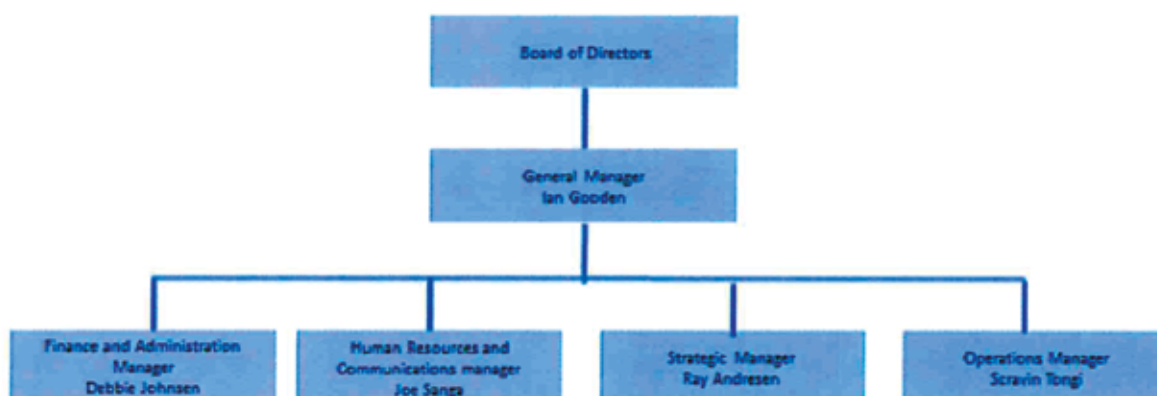 Board of Directors
General Manager
Ian Gooden
Finance and Administration
Manager
Debbie Johnsen
Human Resources and
Communications manager
Joe Sanga
Strategic Manager
Ray Andresen
Operations Manager
Scravin Tongi